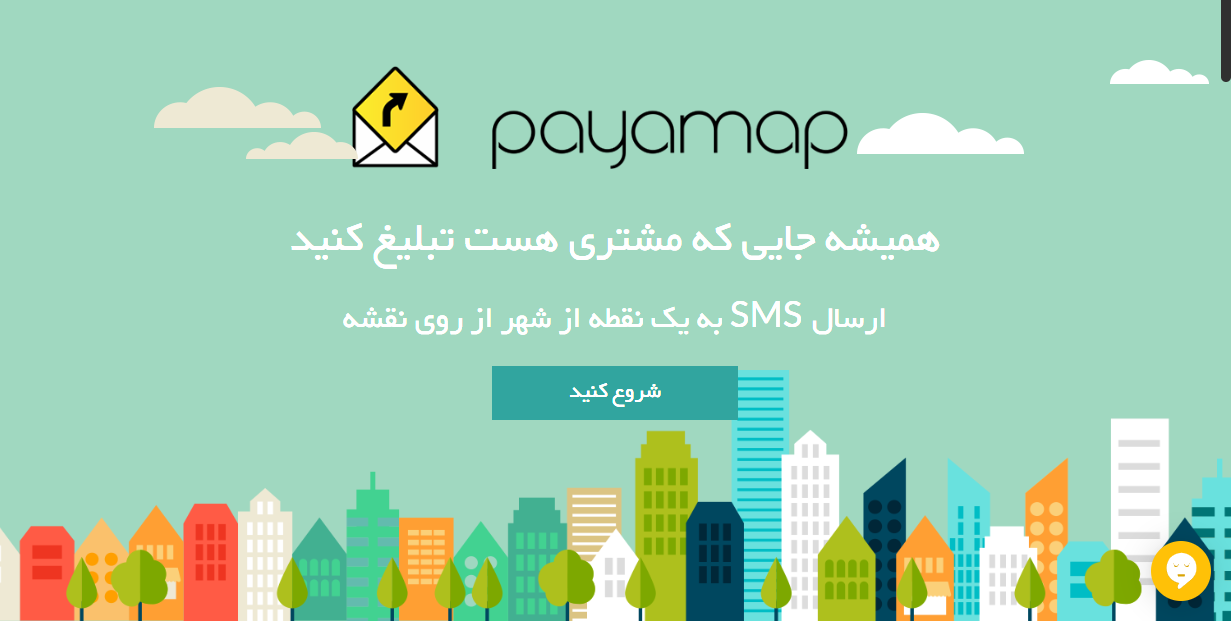 payamap
همیشه جایی که مشتری هست تبلیغ کنید
ارسال SMS به یک نقطه از شهر از روی نقشه
شروع کنید